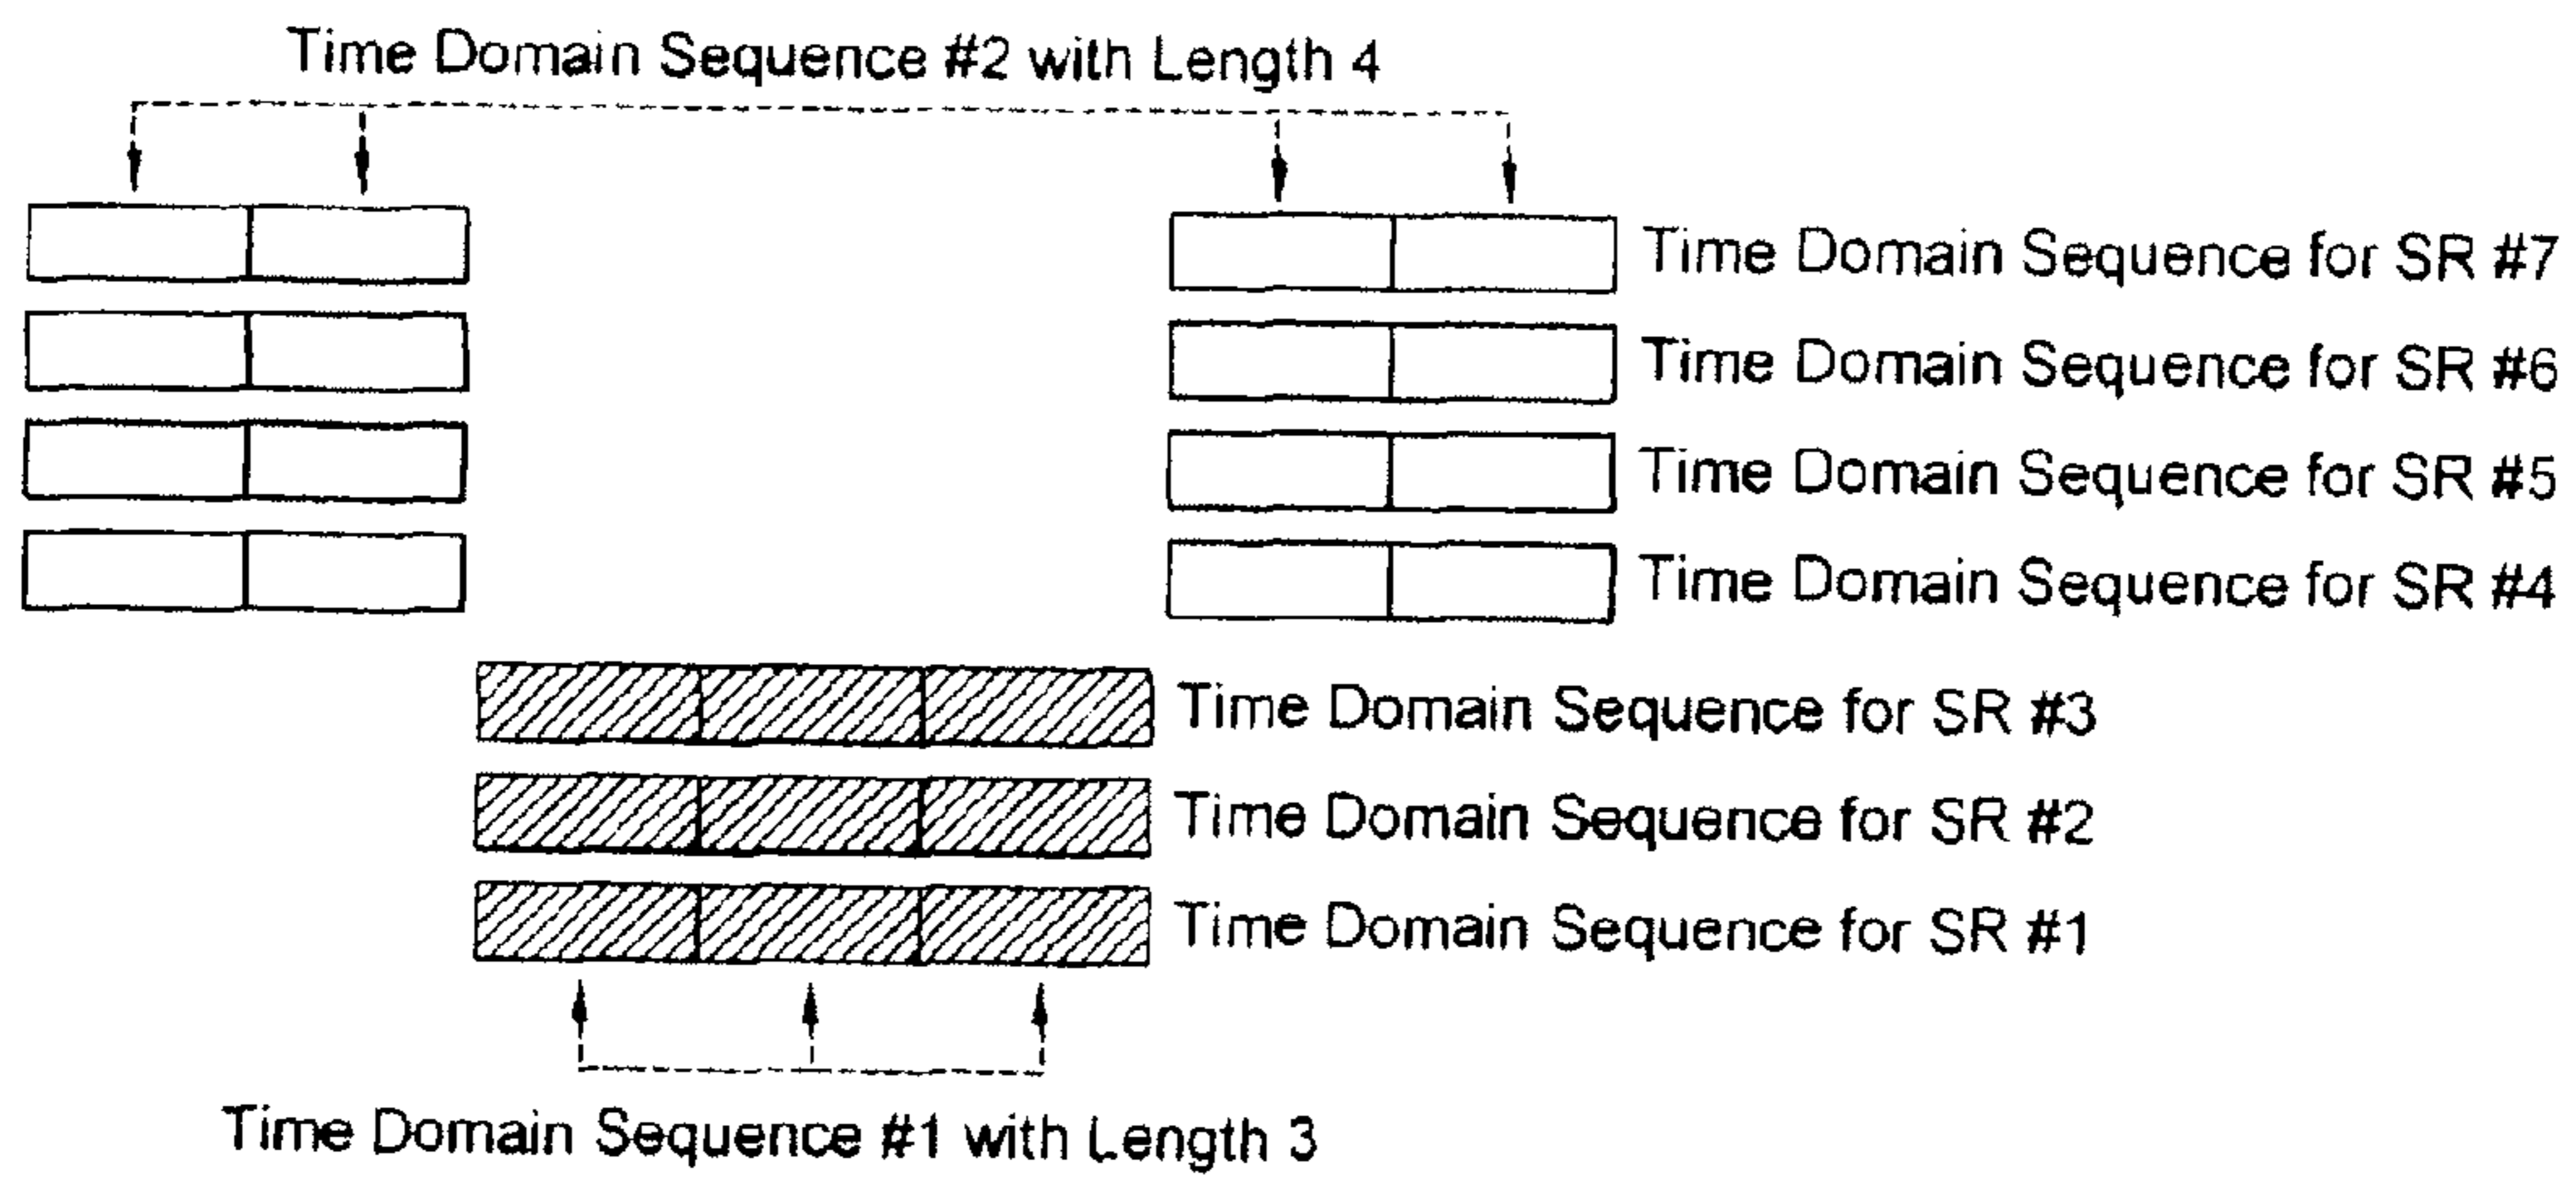 Time Domain Sequence #2 with Length 4
Time Domain Sequence for SR #7
Time Domain Sequence for SR #6
Time Domain Sequence for SR #5
Time Domain Sequence for SR #4
Time Domain Sequence for SR #3
Time Domain Sequence for SR #2
Time Domain Sequence for SR #1
Time Domain Sequence #1 with Length 3